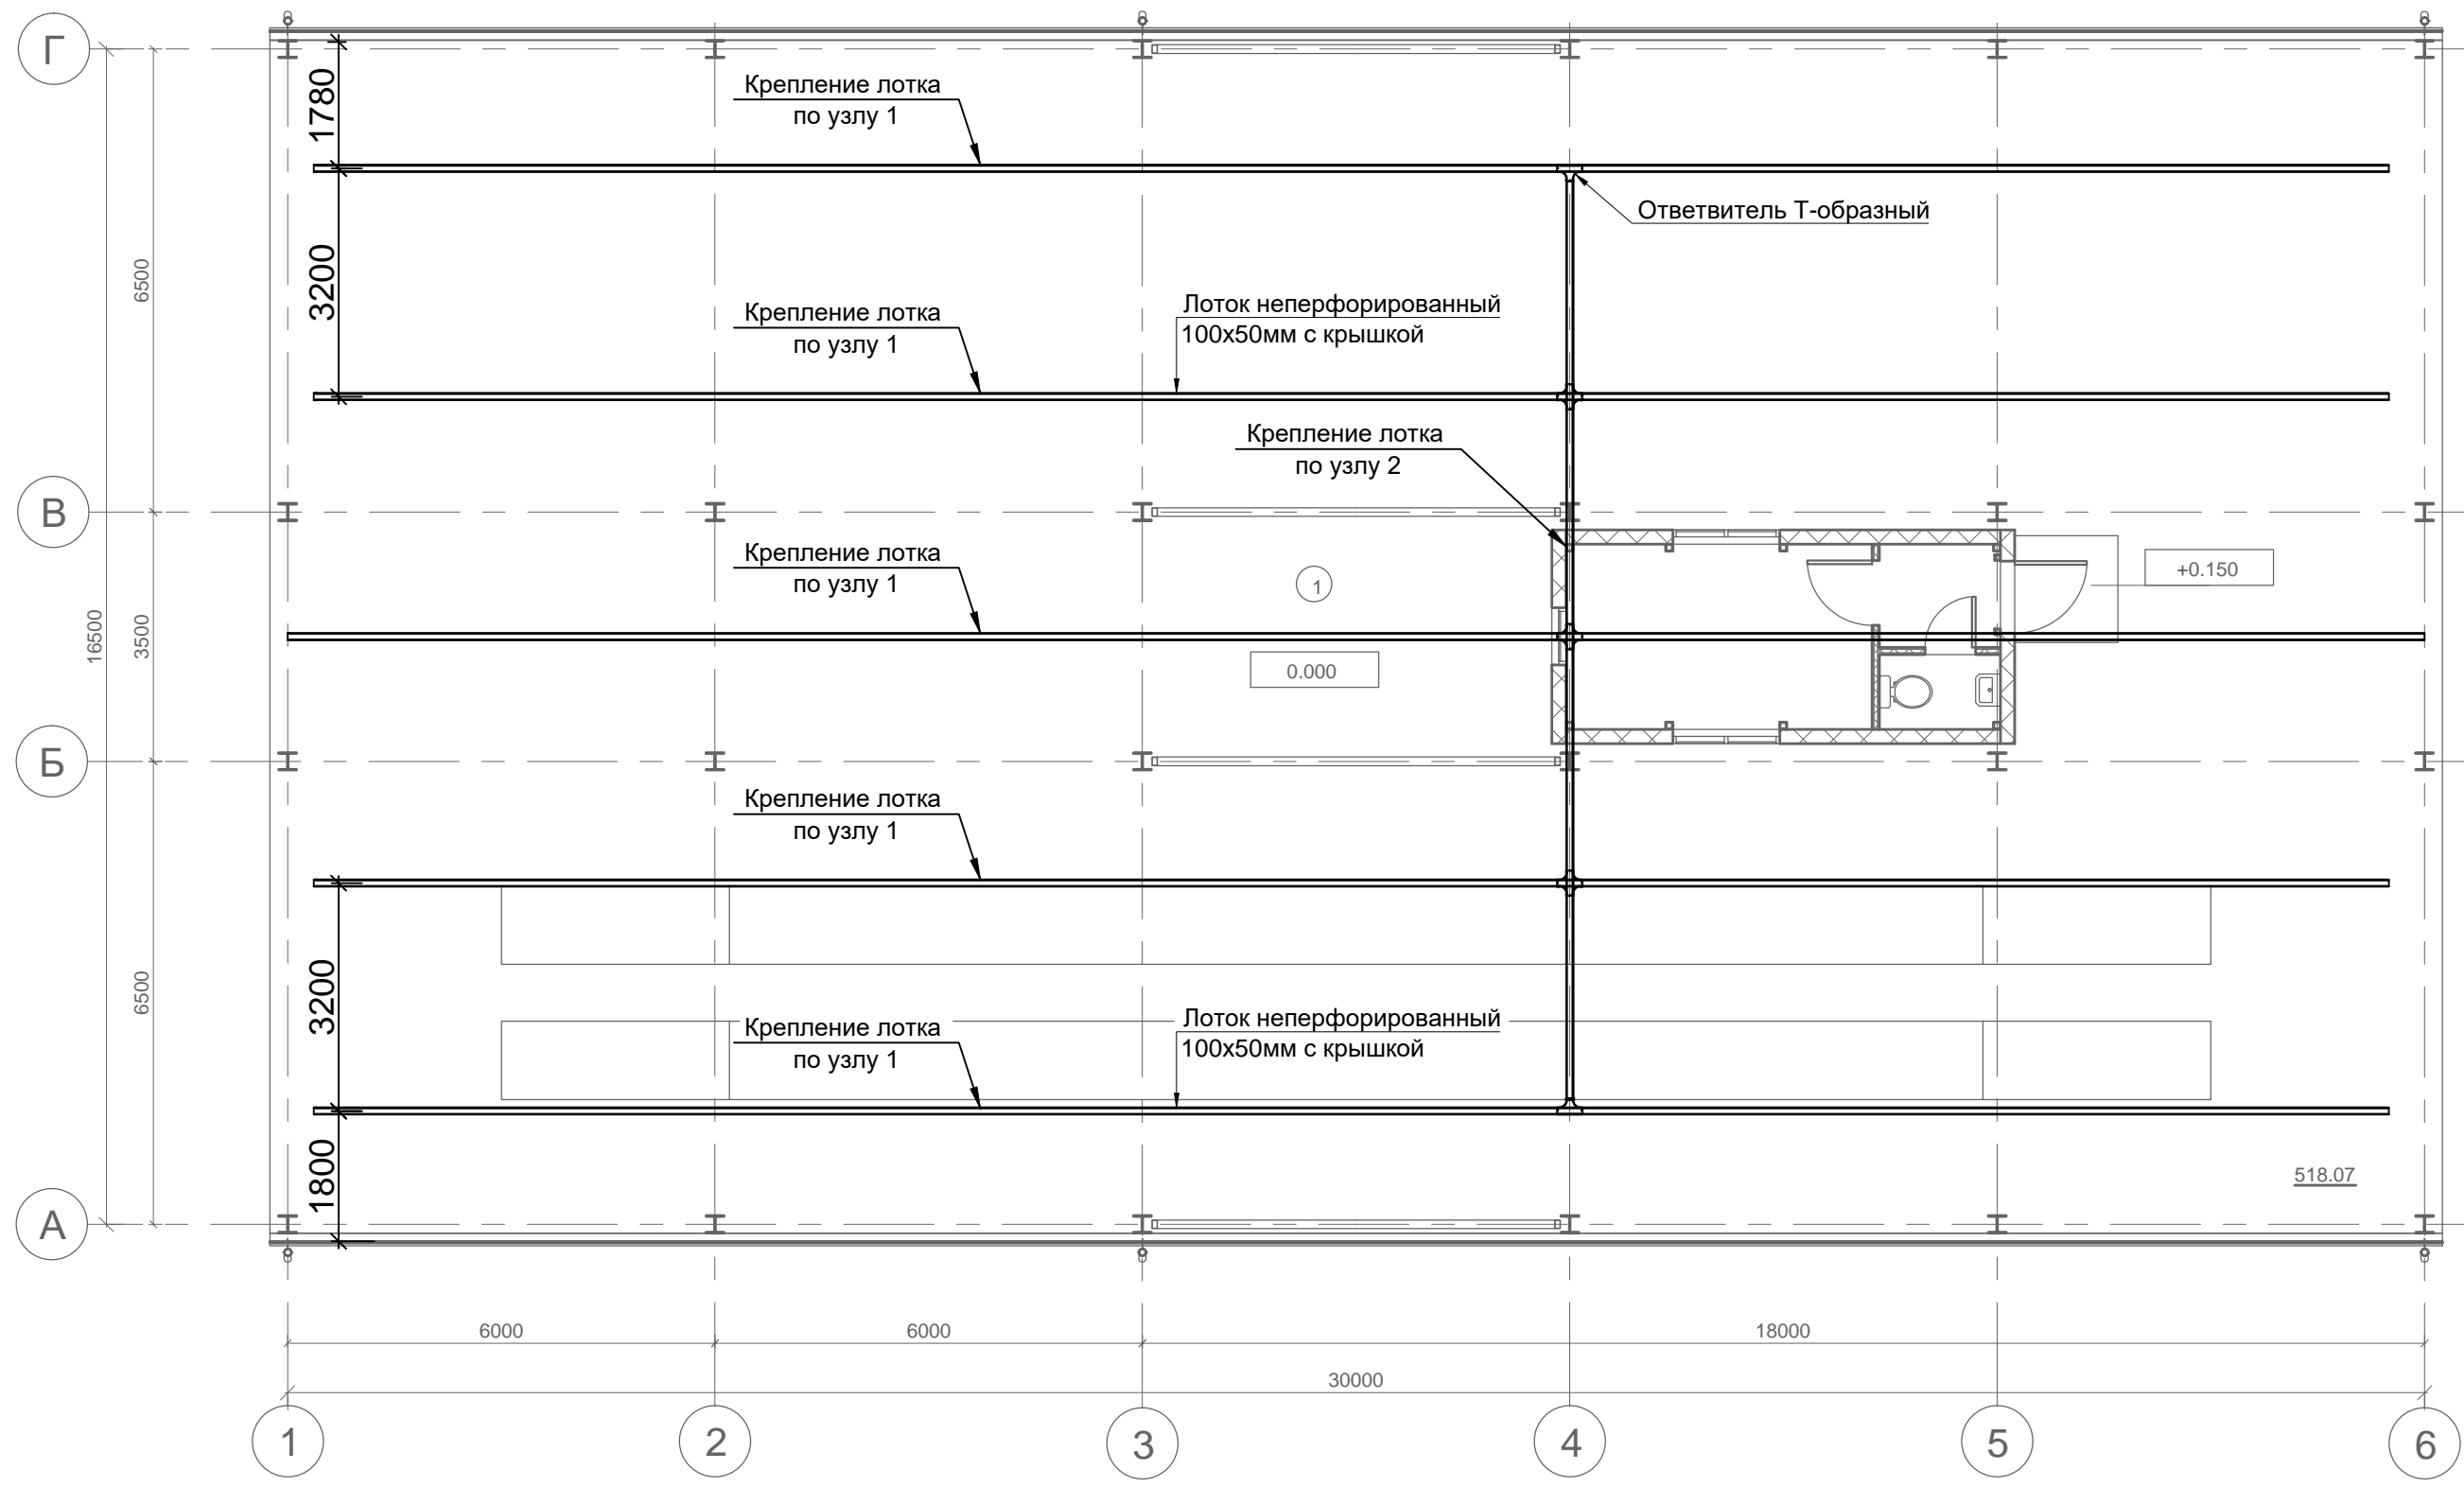 Г
1780
Крепление лотка
по узлу 1
Ответвитель Т-образный
6500
3200
Крепление лотка
по узлу 1
Лоток неперфорированный
100х50мм с крышкой
Крепление лотка
по узлу 2
В
Крепление лотка
по узлу 1
1
+0.150
16500
3500
0.000
Б
Крепление лотка
по узлу 1
6500
3200
Крепление лотка
по узлу 1
Лоток неперфорированный
100х50мм с крышкой
1800
518.07
А
6000
6000
18000
30000
1
2
3
4
5
6